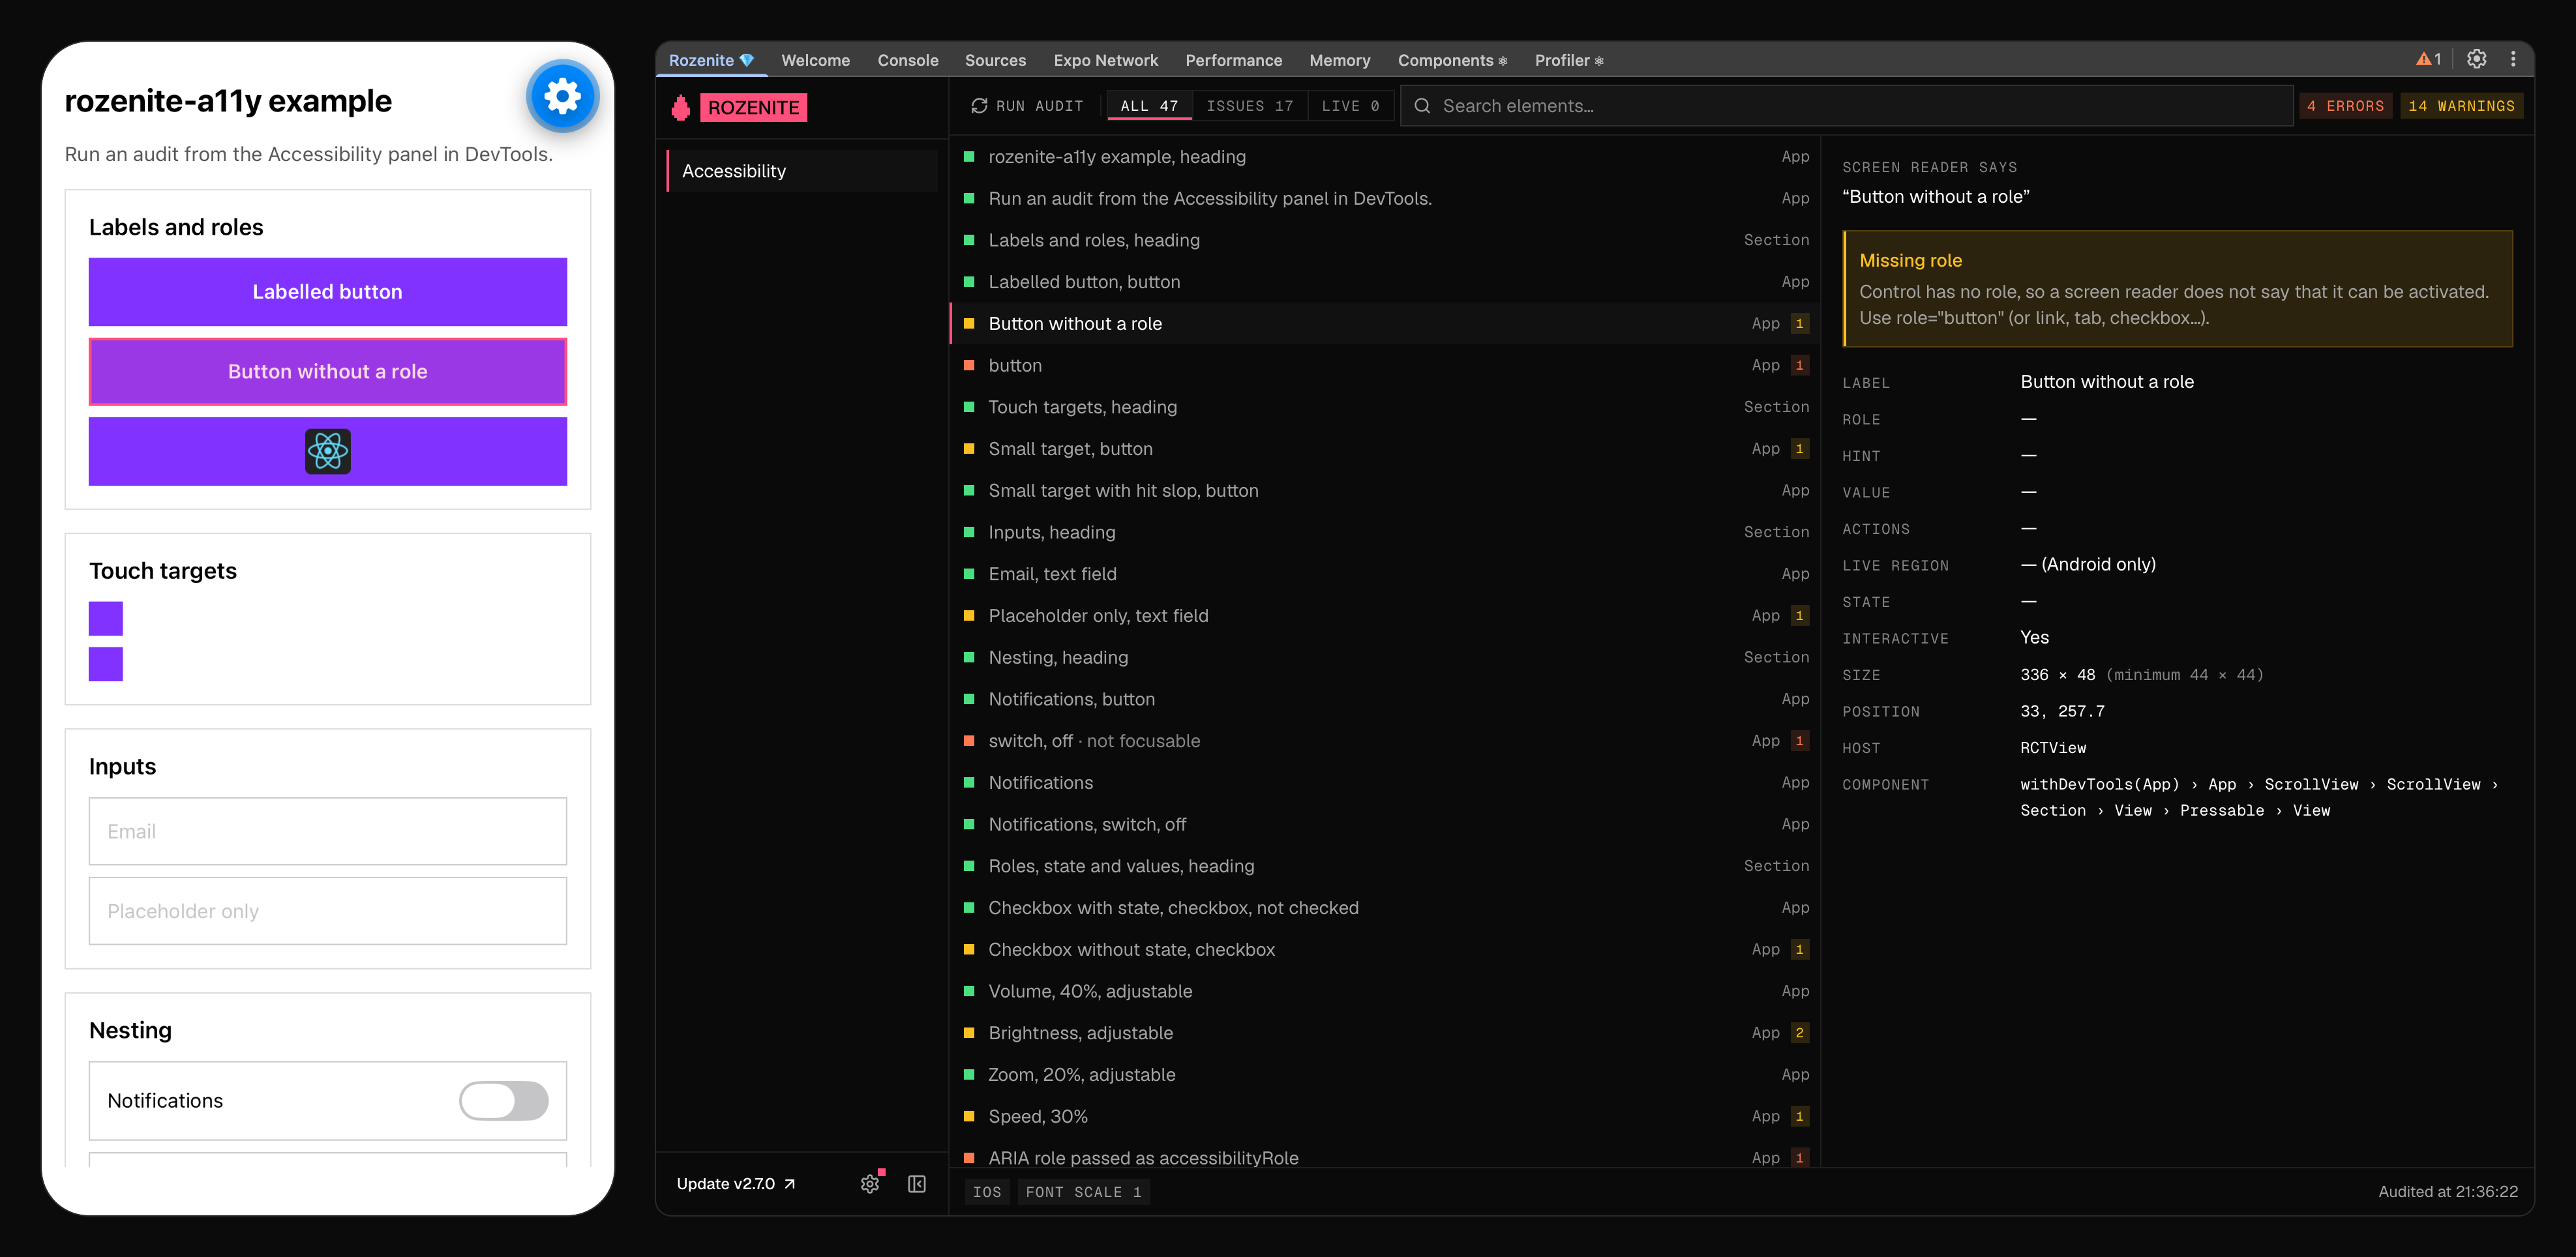 rozenite-a11y example
Run an audit from the Accessibility panel in DevTools.
Labels and roles
Labelled button
Button without a role
Touch targets
Inputs
Email
Placeholder only
Nesting
Notifications
Rozenite 💎 Welcome Console Sources Expo Network Performance Memory Components ⚛ Profiler ⚛ 1
ROZENITE
Accessibility
Update v2.7.0 ↗
RUN AUDIT ALL 47 ISSUES 17 LIVE 0 Search elements... 4 ERRORS 14 WARNINGS
rozenite-a11y example, heading App
Run an audit from the Accessibility panel in DevTools. App
Labels and roles, heading Section
Labelled button, button App
Button without a role App 1
button App 1
Touch targets, heading Section
Small target, button App 1
Small target with hit slop, button App
Inputs, heading Section
Email, text field App
Placeholder only, text field App 1
Nesting, heading Section
Notifications, button App
switch, off · not focusable App 1
Notifications App
Notifications, switch, off App
Roles, state and values, heading Section
Checkbox with state, checkbox, not checked App
Checkbox without state, checkbox App 1
Volume, 40%, adjustable App
Brightness, adjustable App 2
Zoom, 20%, adjustable App
Speed, 30% App 1
ARIA role passed as accessibilityRole App 1
SCREEN READER SAYS
“Button without a role”
Missing role
Control has no role, so a screen reader does not say that it can be activated.
Use role="button" (or link, tab, checkbox…).
LABEL Button without a role
ROLE —
HINT —
VALUE —
ACTIONS —
LIVE REGION — (Android only)
STATE —
INTERACTIVE Yes
SIZE 336 × 48 (minimum 44 × 44)
POSITION 33, 257.7
HOST RCTView
COMPONENT withDevTools(App) › App › ScrollView › ScrollView ›
Section › View › Pressable › View
IOS FONT SCALE 1 Audited at 21:36:22